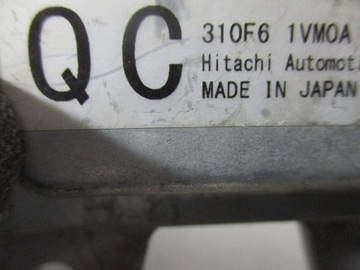 QC
310F6 1VM0A
Hitachi Automoti
MADE IN JAPAN